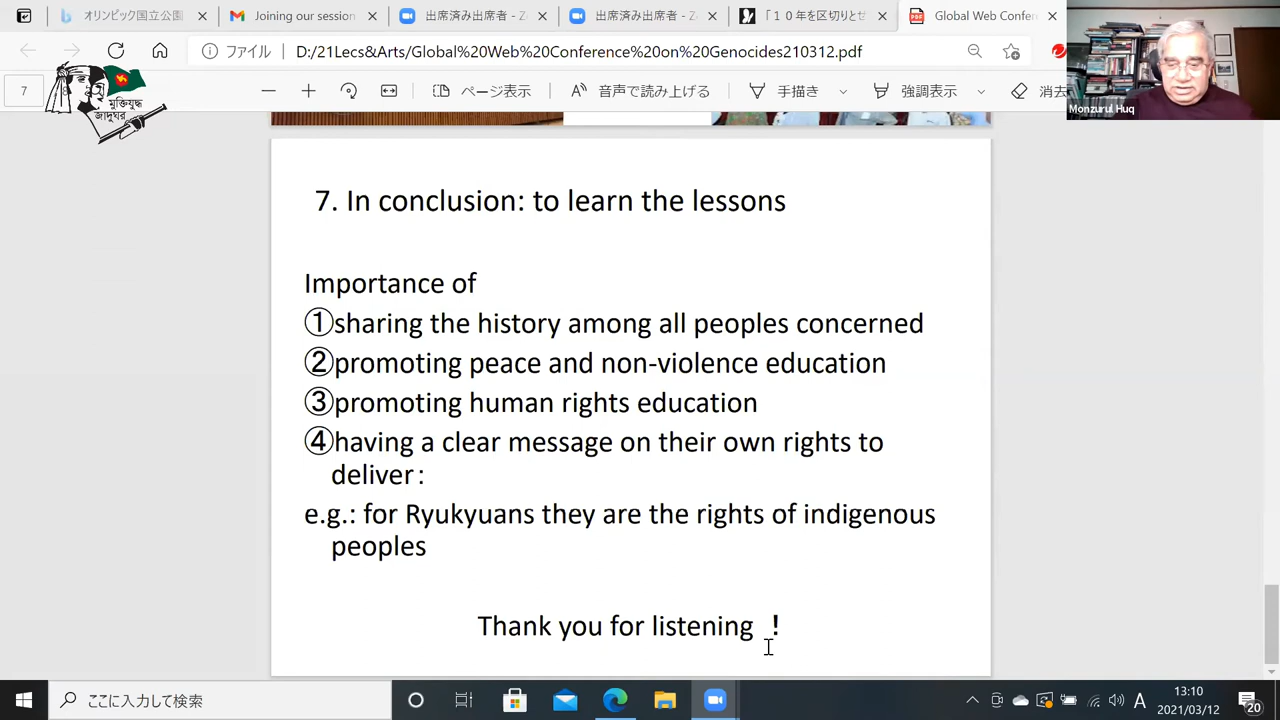 オリンピック国立公園
Joining our session
出席済み出席者 - Z
出席済み出席者 - Z
「１０年を区切りとせ
Global Web Confer
ファイル
D:/21Lecs&Arts/Global%20Web%20Conference%20on%20Genocides210312.pdf
7
ページ表示
音声で読み上げる
手描き
強調表示
消去
মুক্তিযুদ্ধ
জাদুঘর
Monzurul Huq
7. In conclusion: to learn the lessons
Importance of
①sharing the history among all peoples concerned
②promoting peace and non-violence education
③promoting human rights education
④having a clear message on their own rights to
deliver :
e.g.: for Ryukyuans they are the rights of indigenous
peoples
Thank you for listening !
ここに入力して検索
A
13:10
2021/03/12
20